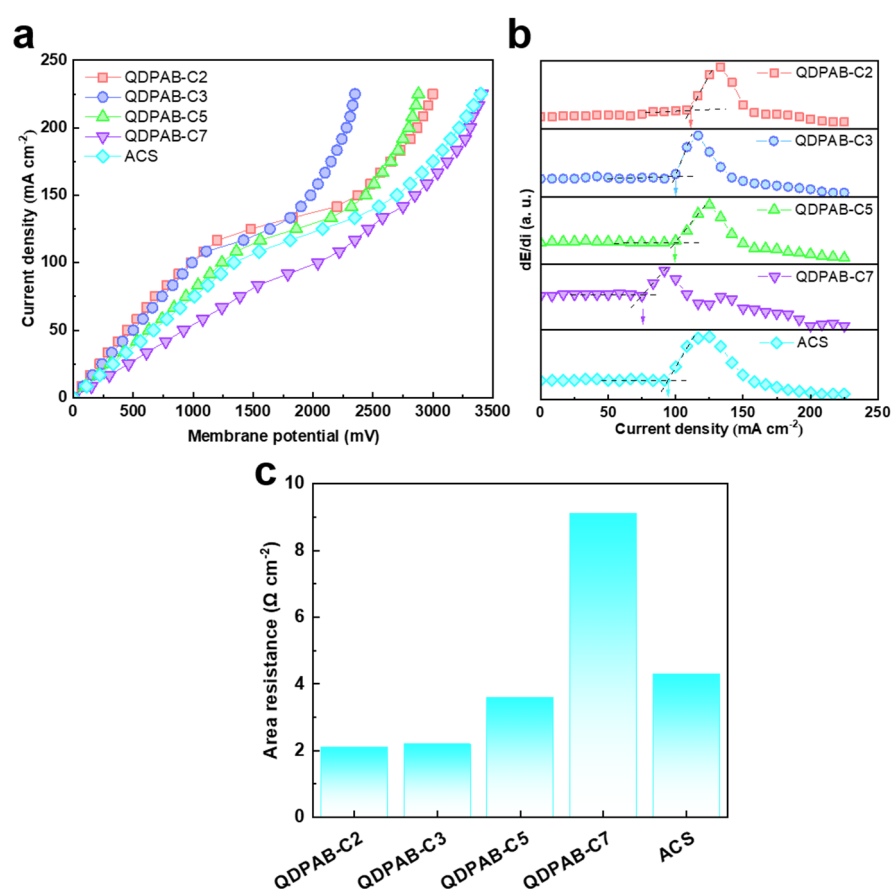 a
250
200
150
100
50
0
0 500 1000 1500 2000 2500 3000 3500
Current density (mA cm-2)
Membrane potential (mV)
QDPAB-C2
QDPAB-C3
QDPAB-C5
QDPAB-C7
ACS
b
QDPAB-C2
QDPAB-C3
QDPAB-C5
QDPAB-C7
ACS
dE/di (a. u.)
0 50 100 150 200 250
Current density (mA cm-2)
c
10
8
6
4
2
0
Area resistance (Ω cm-2)
QDPAB-C2
QDPAB-C3
QDPAB-C5
QDPAB-C7
ACS